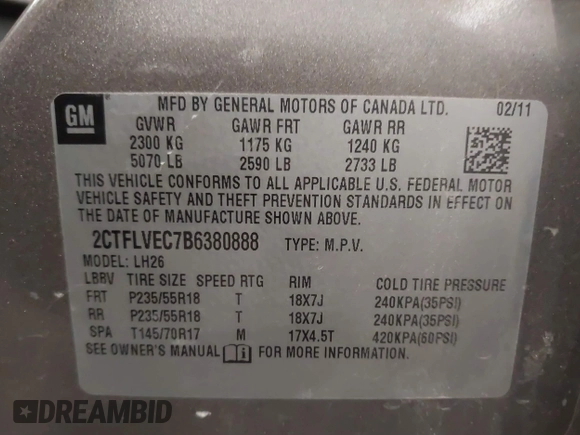 GM
MFD BY GENERAL MOTORS OF CANADA LTD. 02/11
GVWR GAWR FRT GAWR RR
2300 KG 1175 KG 1240 KG
5070 LB 2590 LB 2733 LB
THIS VEHICLE CONFORMS TO ALL APPLICABLE U.S. FEDERAL MOTOR
VEHICLE SAFETY AND THEFT PREVENTION STANDARDS IN EFFECT ON
THE DATE OF MANUFACTURE SHOWN ABOVE.
2CTFLVEC7B6380888 TYPE: M.P.V.
MODEL: LH26
LBBV TIRE SIZE SPEED RTG RIM COLD TIRE PRESSURE
FRT P235/55R18 T 18X7J 240KPA(35PSI)
RR P235/55R18 T 18X7J 240KPA(35PSI)
SPA T145/70R17 M 17X4.5T 420KPA(60PSI)
SEE OWNER'S MANUAL FOR MORE INFORMATION.
DREAMBID